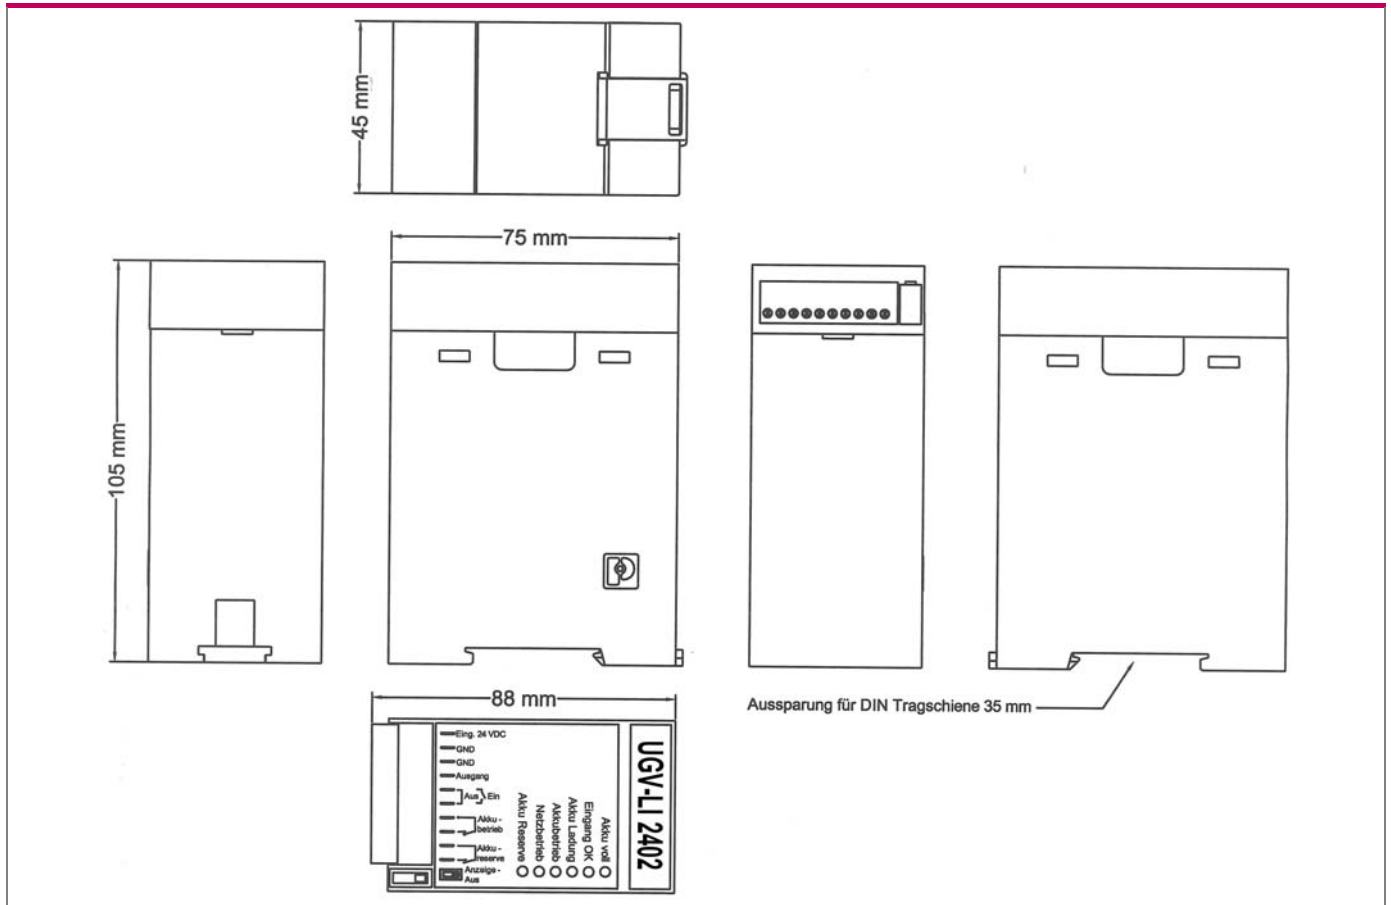 45 mm
75 mm
105 mm
88 mm
Aussparung für DIN Tragschiene 35 mm
Eing. 24 VDC
GND
GND
Ausgang
Aus Ein
Akku -
betrieb
Akku -
reserve
Anzeige -
Aus
Akku Reserve
Netzbetrieb
Akkubetrieb
Akku Ladung
Eingang OK
Akku voll
UGV-LI 2402